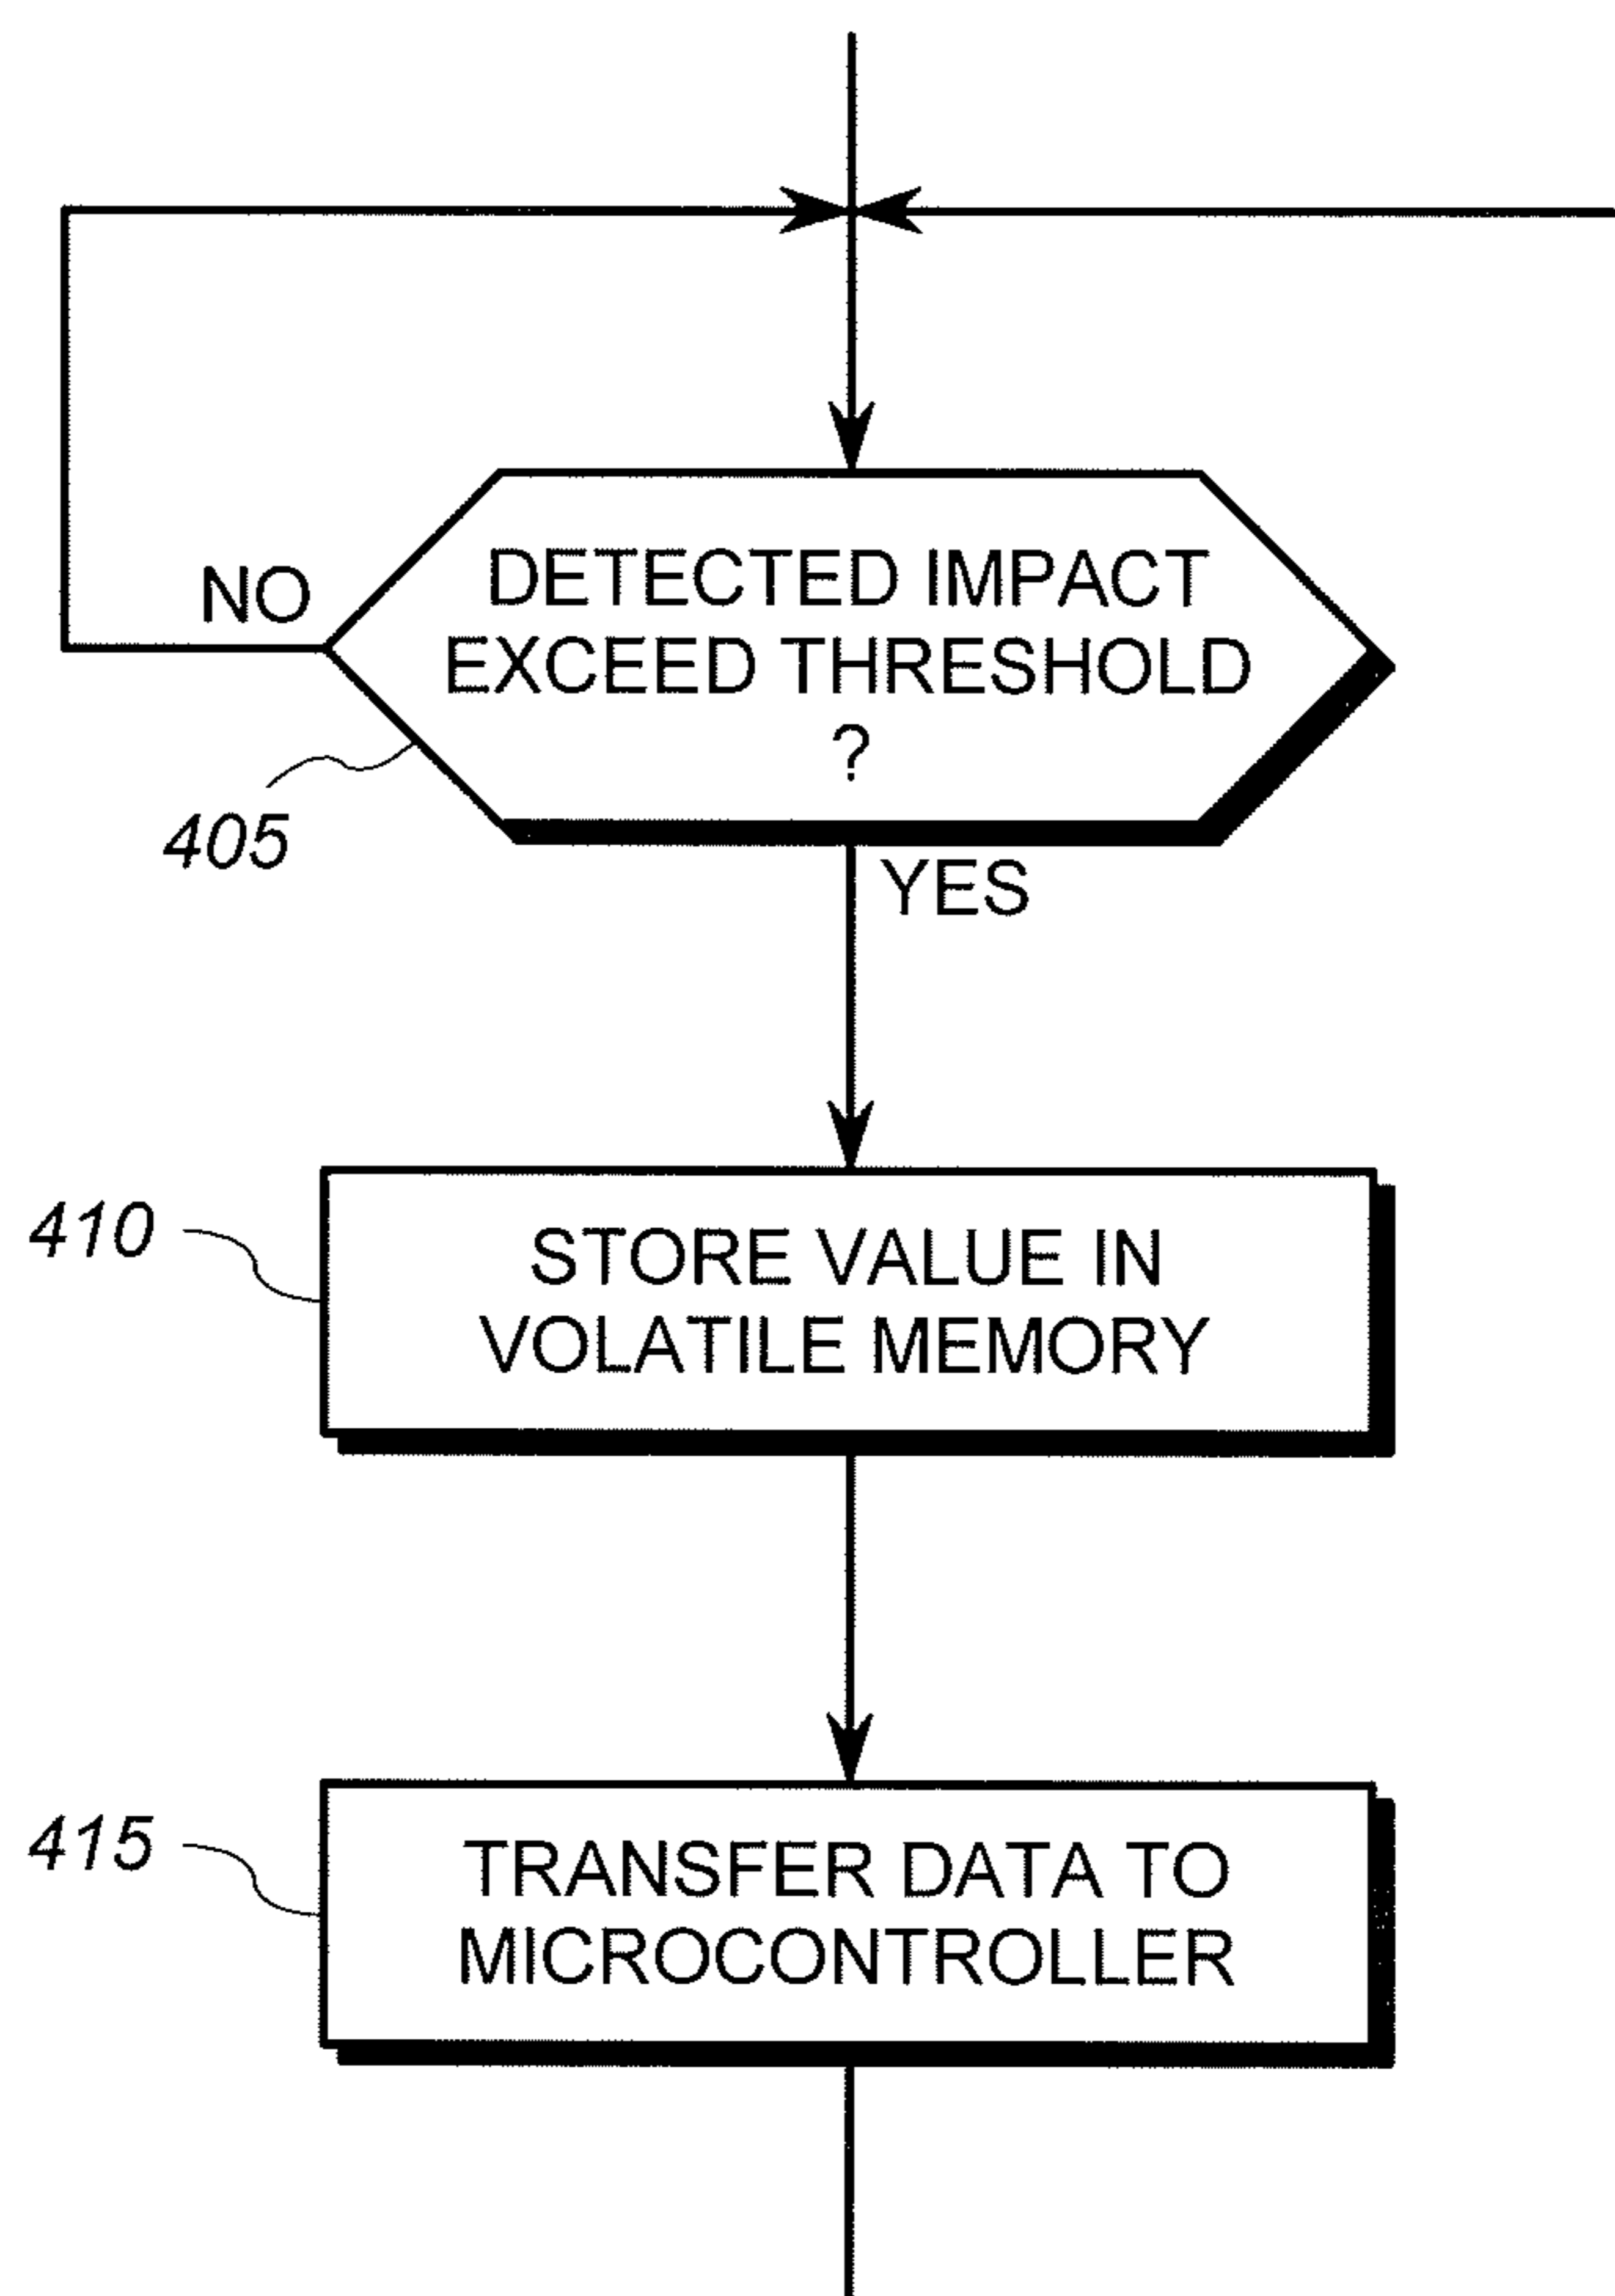 NO
DETECTED IMPACT
EXCEED THRESHOLD
?
405
YES
410
STORE VALUE IN
VOLATILE MEMORY
415
TRANSFER DATA TO
MICROCONTROLLER